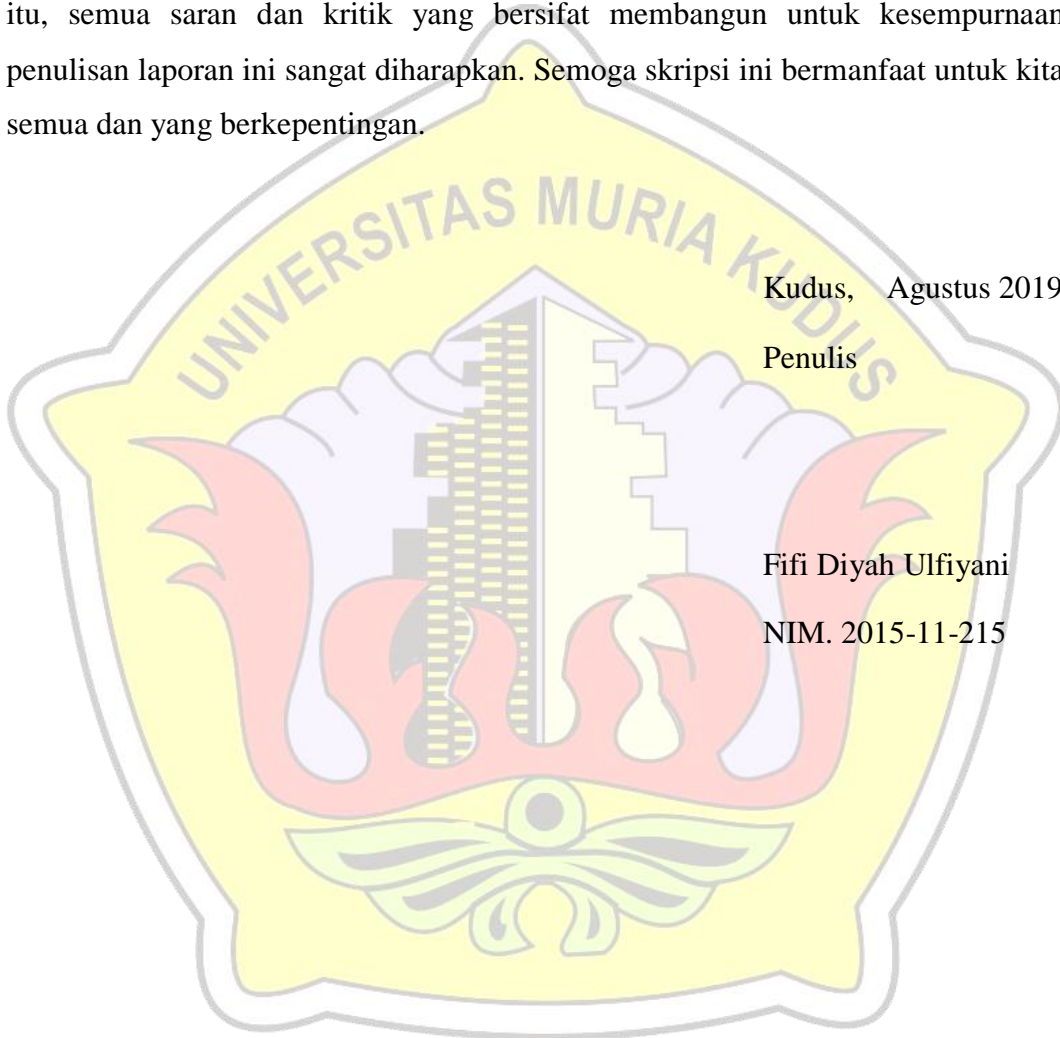 itu, semua saran dan kritik yang bersifat membangun untuk kesempurnaan
penulisan laporan ini sangat diharapkan. Semoga skripsi ini bermanfaat untuk kita
semua dan yang berkepentingan.
UNIVERSITAS MURIA KUDUS
Kudus, Agustus 2019
Penulis
Fifi Diyah Ulfiyani
NIM. 2015-11-215